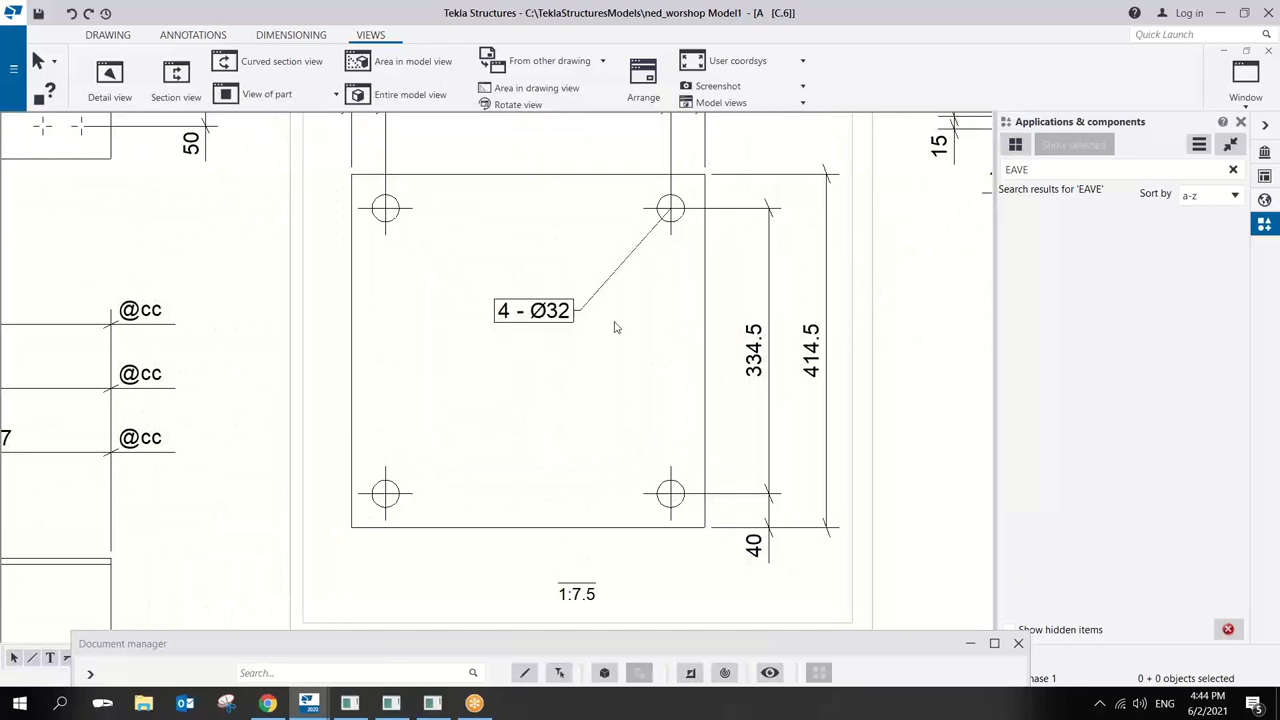 Tekla Structures - C:\TeklaStructuresModels\ned_worshop Model1 - [A [C.6]]
Log in
DRAWING ANNOTATIONS DIMENSIONING VIEWS
Quick Launch
Detail view
Section view
Curved section view
View of part
Area in model view
Entire model view
From other drawing
Area in drawing view
Rotate view
Arrange
User coordsys
Screenshot
Model views
Window
Applications & components
Show selected
EAVE
Search results for 'EAVE'
Sort by
a-z
50
15
@cc
@cc
7
@cc
4 - Ø32
334.5
414.5
40
1:7.5
Show hidden items
Document manager
Search...
0 + 0 objects selected
ENG
4:44 PM
6/2/2021
5